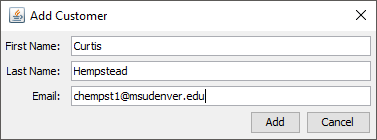 Add Customer
First Name: Curtis
Last Name: Hempstead
Email: chempst1@msudenver.edu
Add Cancel